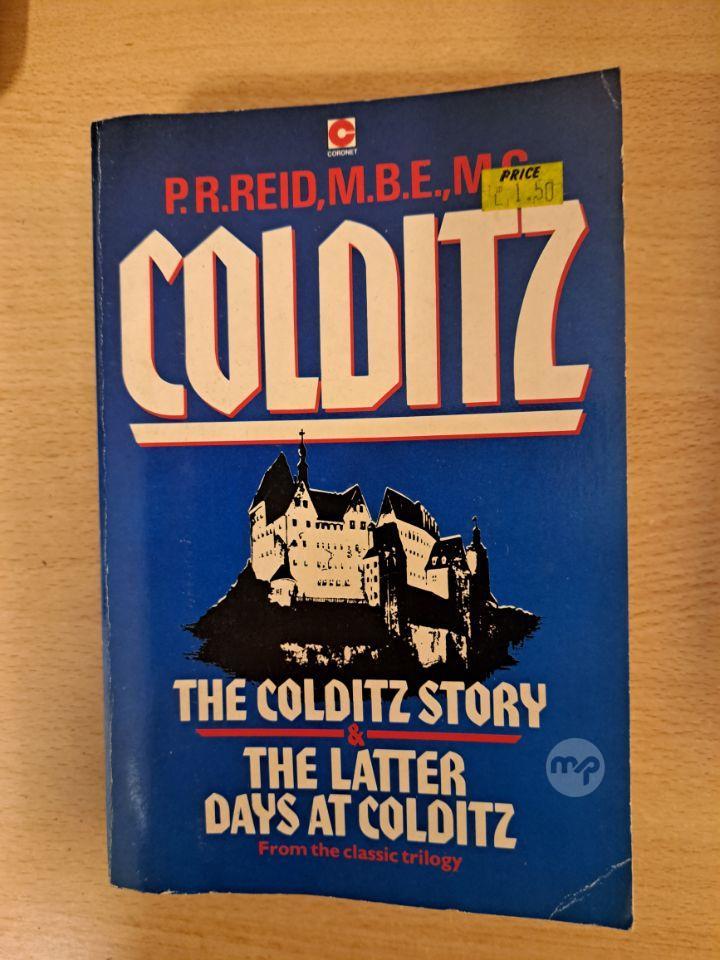 C
CORONET
P.R.REID,M.B.E.,M.C.
PRICE
£1.50
COLDITZ
THE COLDITZ STORY
&
THE LATTER
DAYS AT COLDITZ
From the classic trilogy
mp